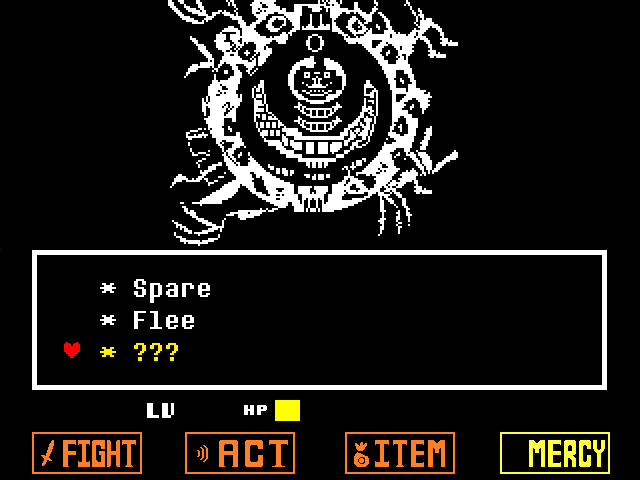 * Spare
* Flee
* ???
LV HP
FIGHT ACT ITEM MERCY